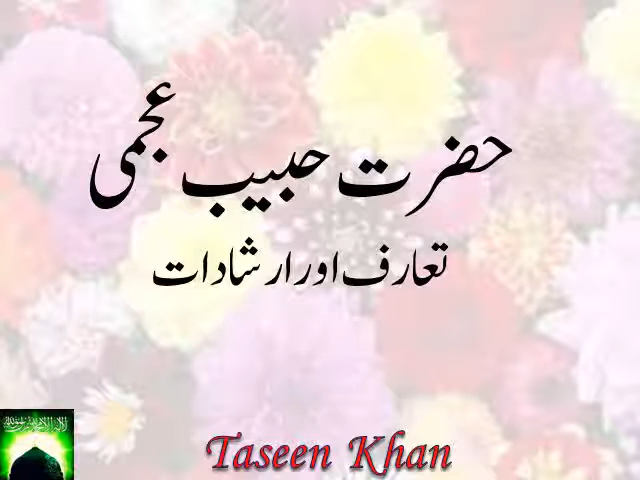 حضرت حبیب عجمی
تعارف اور ارشادات
Taseen Khan